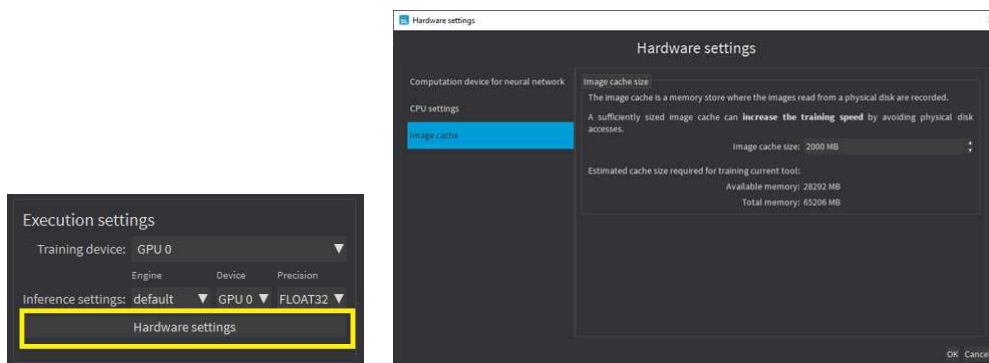 Execution settings
Training device: GPU 0
Engine Device Precision
Inference settings: default GPU 0 FLOAT32
Hardware settings
Hardware settings
Hardware settings
Computation device for neural network
CPU settings
Image cache
Image cache size
The image cache is a memory store where the images read from a physical disk are recorded.
A sufficiently sized image cache can increase the training speed by avoiding physical disk
accesses.
Image cache size: 2000 MB
Estimated cache size required for training current tool:
Available memory: 28292 MB
Total memory: 65206 MB
OK Cance